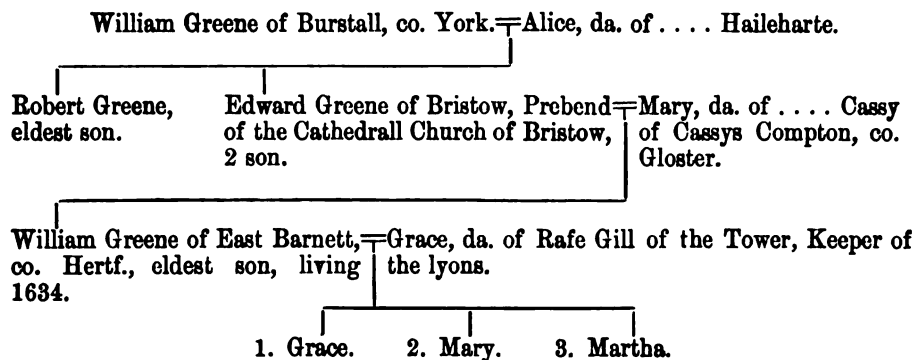 William Greene of Burstall, co. York.=Alice, da. of .... Haileharte.
Robert Greene,
eldest son.
Edward Greene of Bristow, Prebend=Mary, da. of .... Cassy
of the Cathedrall Church of Bristow,
2 son.
of Cassys Compton, co.
Gloster.
William Greene of East Barnett,=Grace, da. of Rafe Gill of the Tower, Keeper of
co. Hertf., eldest son, living
1634.
the lyons.
1. Grace. 2. Mary. 3. Martha.